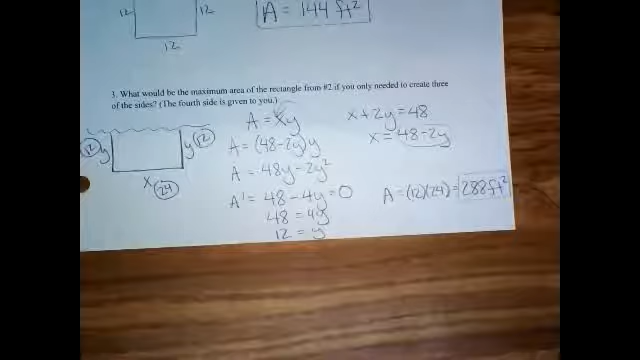 12 12
12
A = 144 ft²
3. What would be the maximum area of the rectangle from #2 if you only needed to create three
of the sides? (The fourth side is given to you.)
A = xy
x + 2y = 48
A = (48-2y)y
x = 48-2y
12 y
y 12
A = 48y - 2y²
x 24
A' = 48 - 4y = 0
A = (12)(24) = 288 ft²
48 = 4y
12 = y